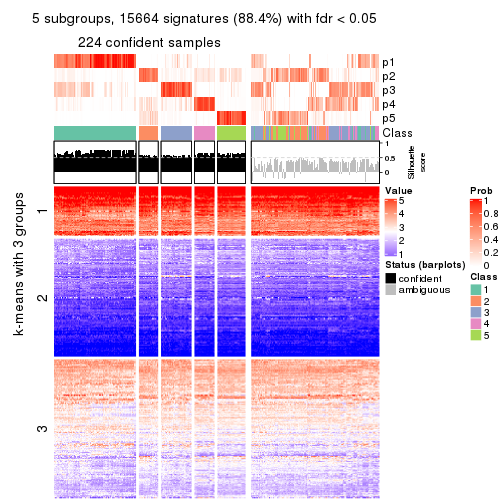 5 subgroups, 15664 signatures (88.4%) with fdr < 0.05
224 confident samples
p1
p2
p3
p4
p5
Class
1
0.5
0
Silhouette
score
k-means with 3 groups
1
2
3
Value
5
4
3
2
1
Status (barplots)
confident
ambiguous
Prob
1
0.8
0.6
0.4
0.2
0
Class
1
2
3
4
5